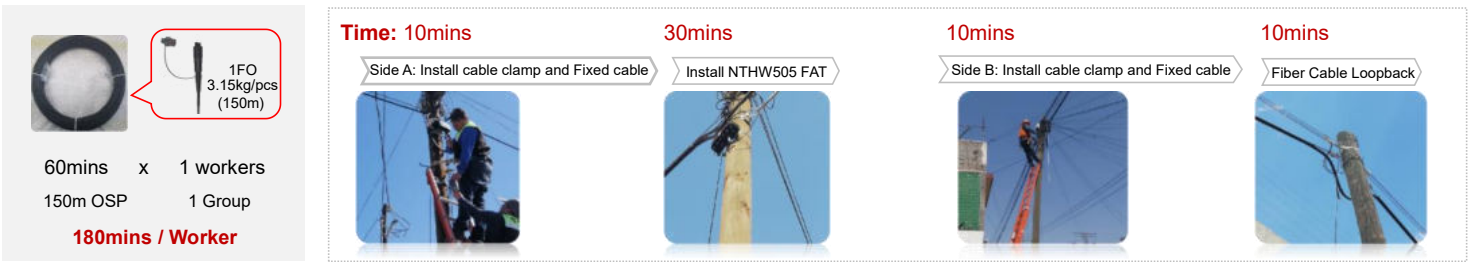 1FO
3.15kg/pcs
(150m)
60mins x 1 workers
150m OSP 1 Group
180mins / Worker
Time: 10mins
Side A: Install cable clamp and Fixed cable
30mins
Install NTHW505 FAT
10mins
Side B: Install cable clamp and Fixed cable
10mins
Fiber Cable Loopback